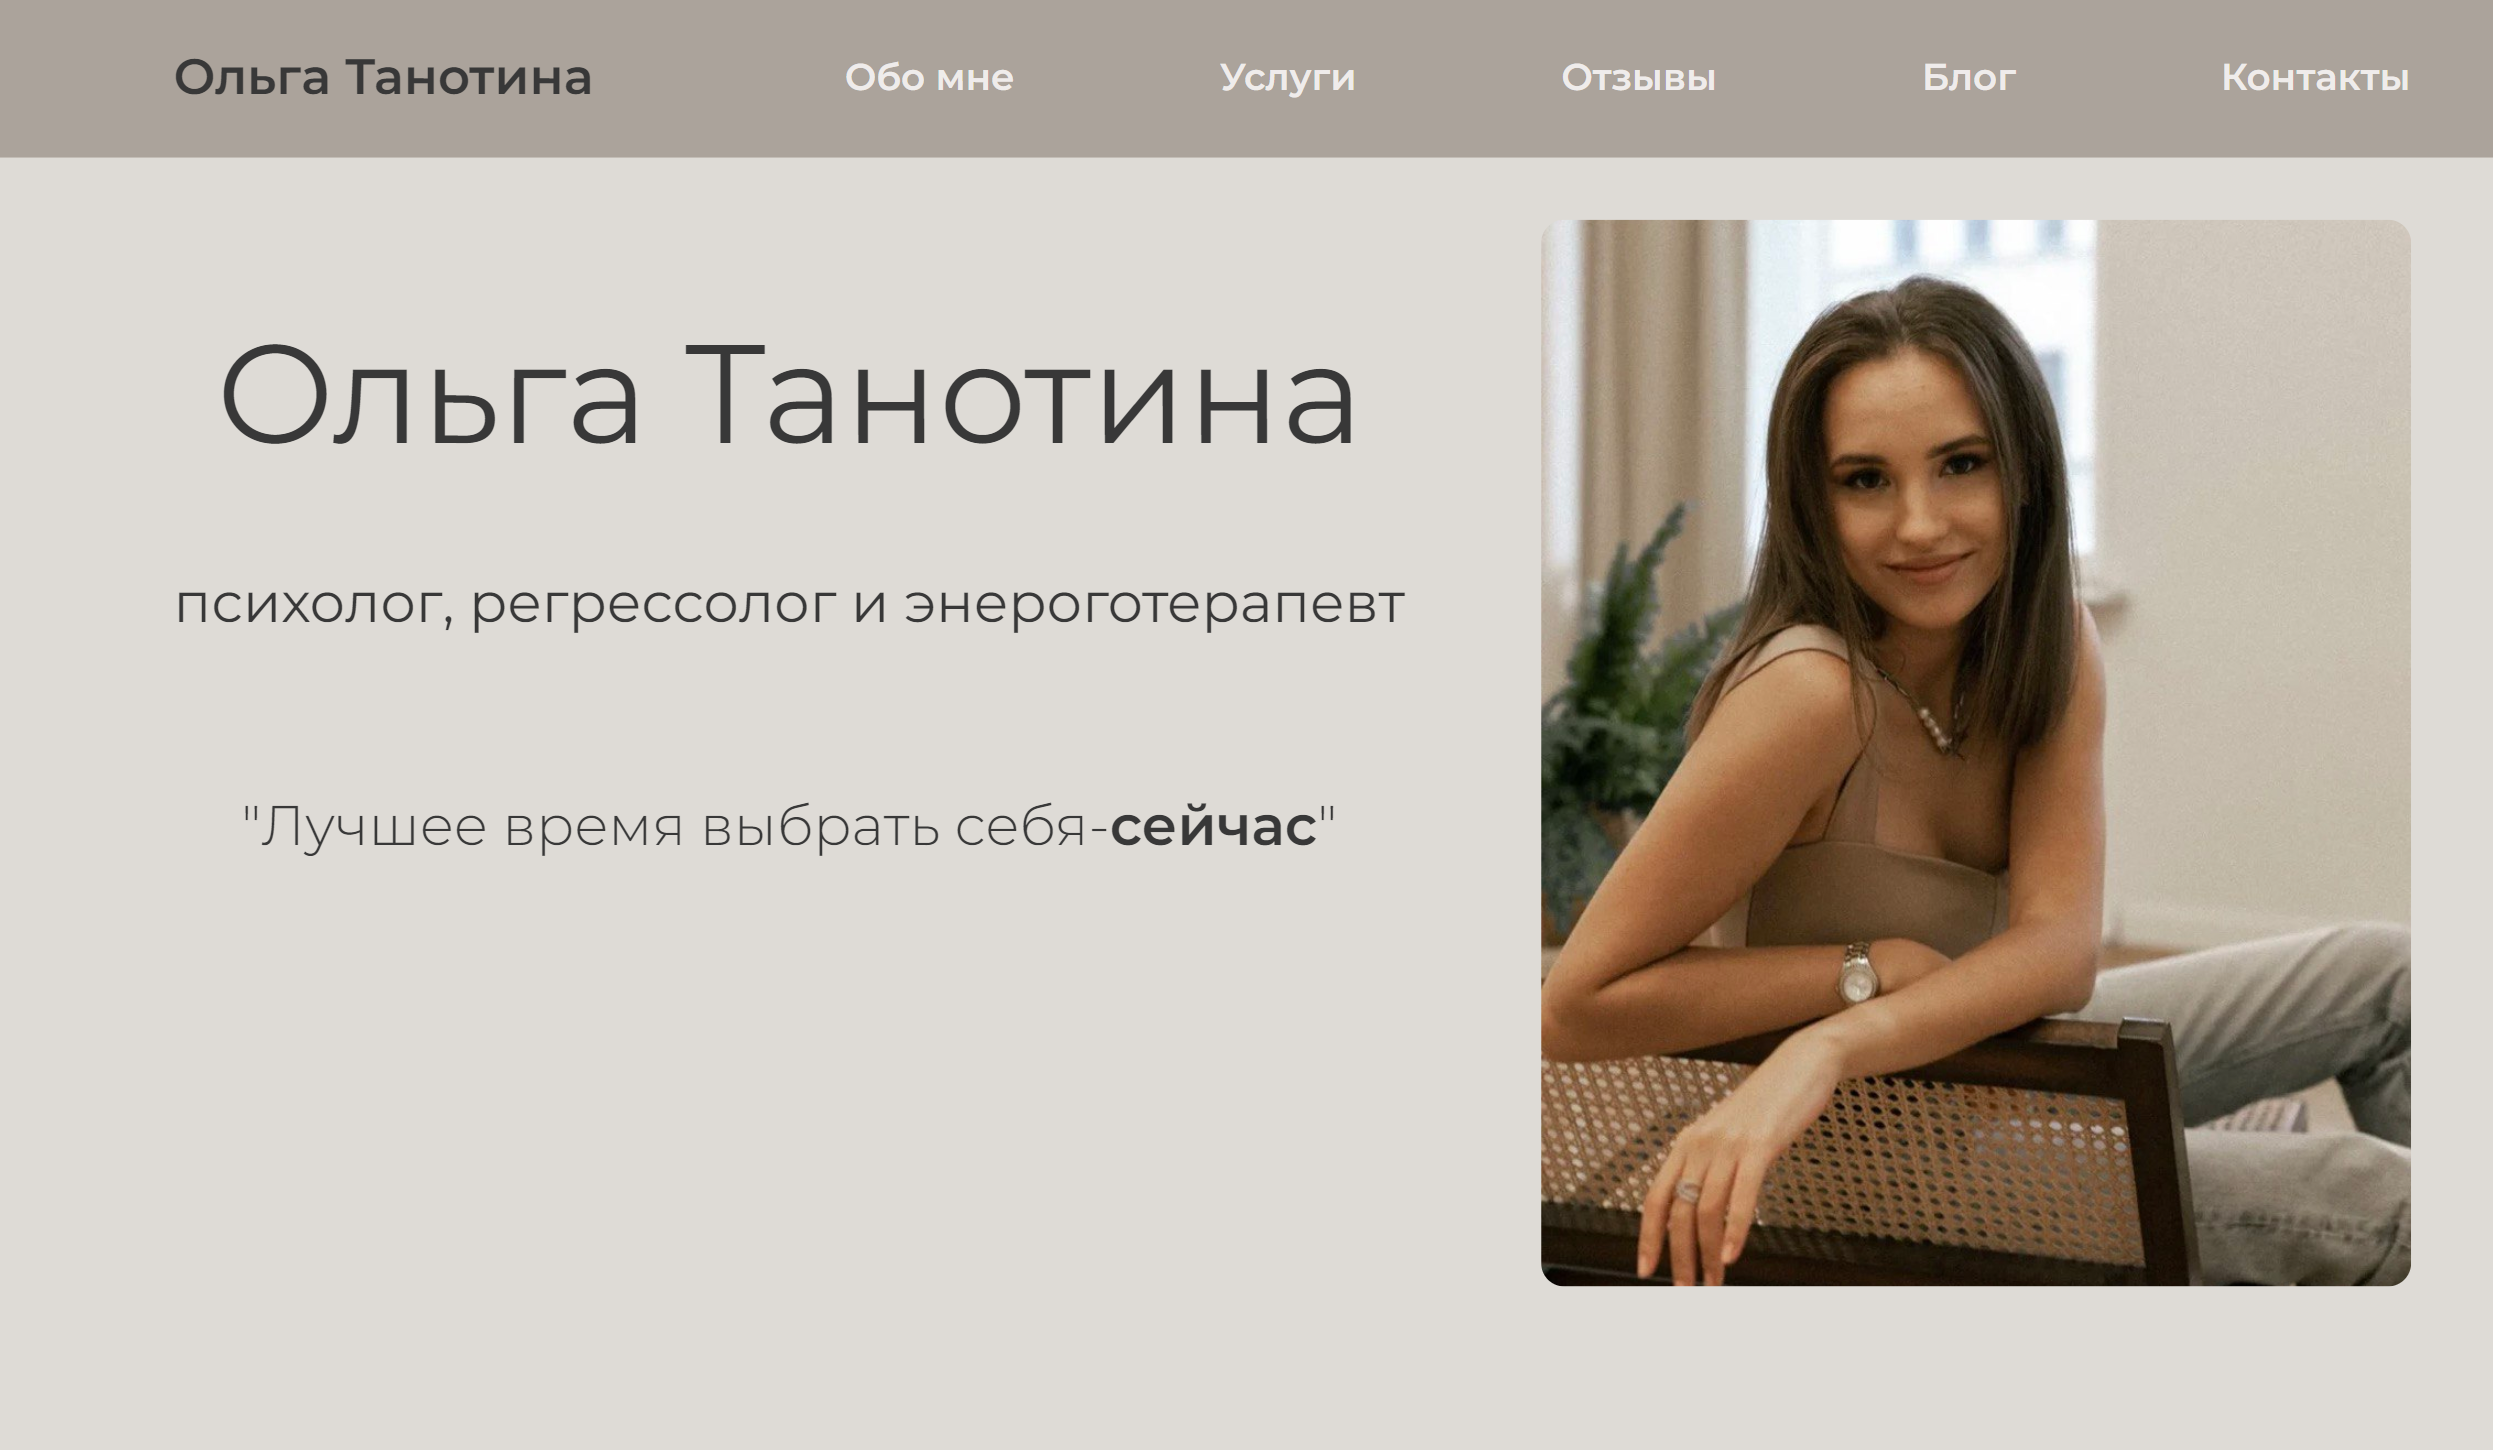 Ольга Танотина
Обо мне
Услуги
Отзывы
Блог
Контакты
Ольга Танотина
психолог, регрессолог и энероготерапевт
"Лучшее время выбрать себя-сейчас"